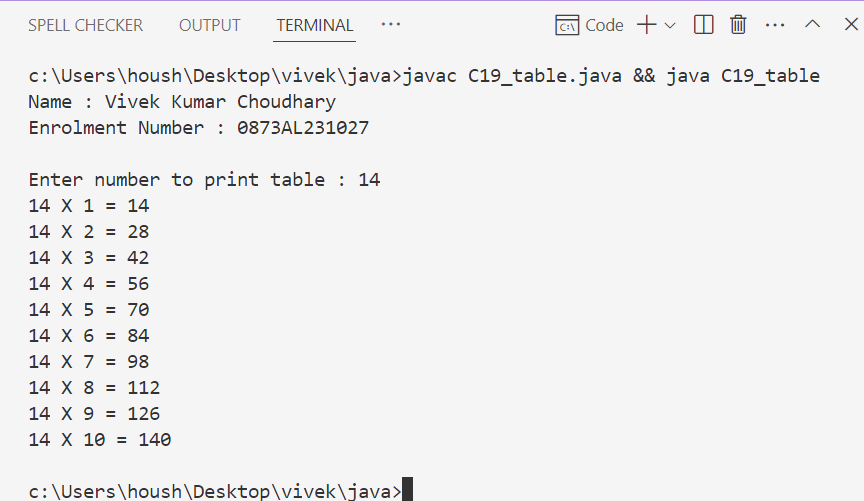 SPELL CHECKER OUTPUT TERMINAL ··· C:\ Code ···
c:\Users\housh\Desktop\vivek\java>javac C19_table.java && java C19_table
Name : Vivek Kumar Choudhary
Enrolment Number : 0873AL231027
Enter number to print table : 14
14 X 1 = 14
14 X 2 = 28
14 X 3 = 42
14 X 4 = 56
14 X 5 = 70
14 X 6 = 84
14 X 7 = 98
14 X 8 = 112
14 X 9 = 126
14 X 10 = 140
c:\Users\housh\Desktop\vivek\java>